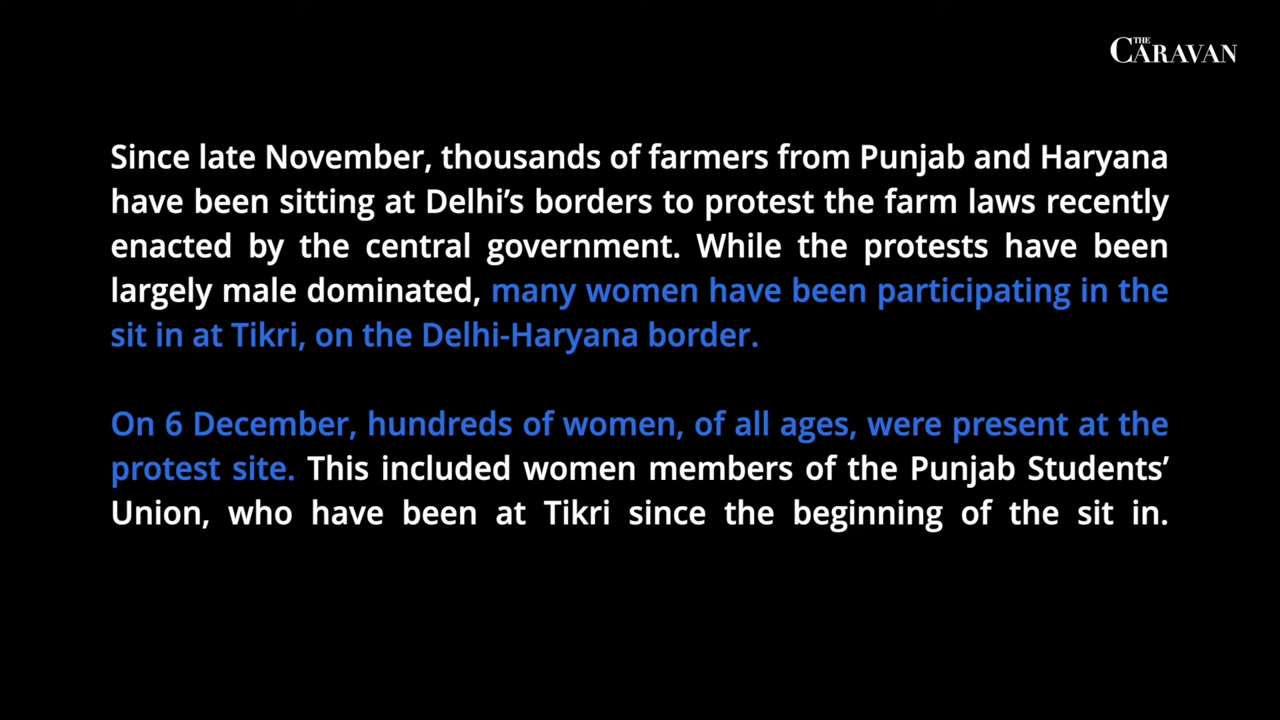 THE
CARAVAN
Since late November, thousands of farmers from Punjab and Haryana
have been sitting at Delhi’s borders to protest the farm laws recently
enacted by the central government. While the protests have been
largely male dominated, many women have been participating in the
sit in at Tikri, on the Delhi-Haryana border.
On 6 December, hundreds of women, of all ages, were present at the
protest site. This included women members of the Punjab Students’
Union, who have been at Tikri since the beginning of the sit in.